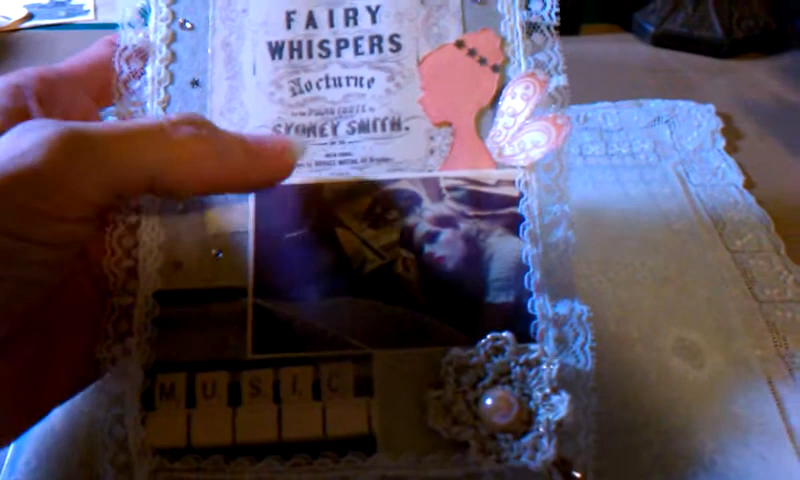 FAIRY
WHISPERS
Nocturne
SYDNEY SMITH.
MUSIC